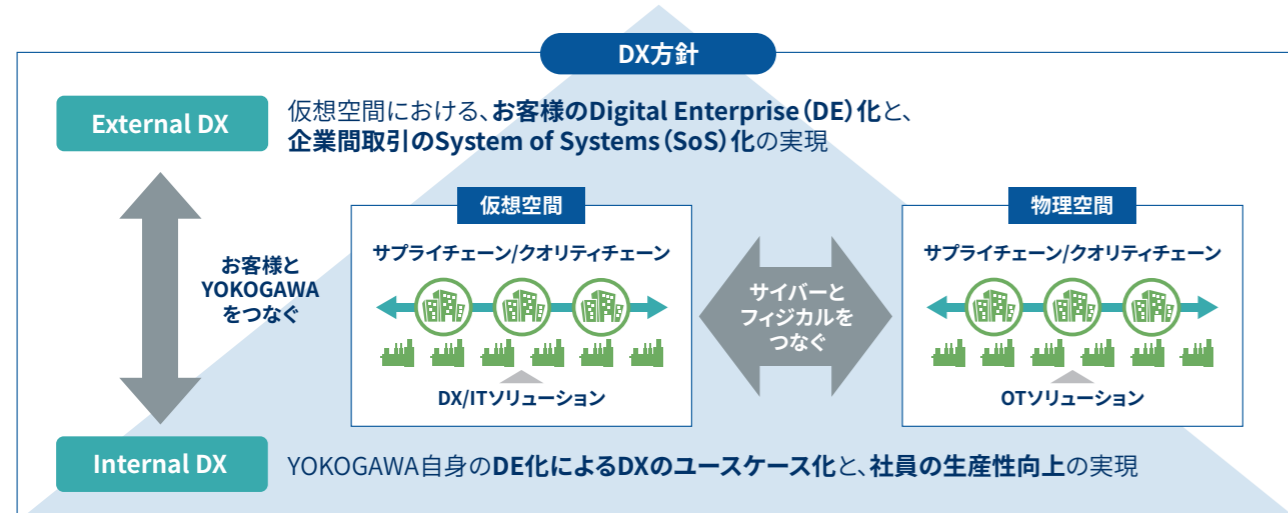 DX方針
External DX
仮想空間における、お客様のDigital Enterprise（DE）化と、
企業間取引のSystem of Systems（SoS）化の実現
お客様と
YOKOGAWA
をつなぐ
仮想空間
サプライチェーン/クオリティチェーン
DX/ITソリューション
サイバーと
フィジカルを
つなぐ
物理空間
サプライチェーン/クオリティチェーン
OTソリューション
Internal DX
YOKOGAWA自身のDE化によるDXのユースケース化と、社員の生産性向上の実現